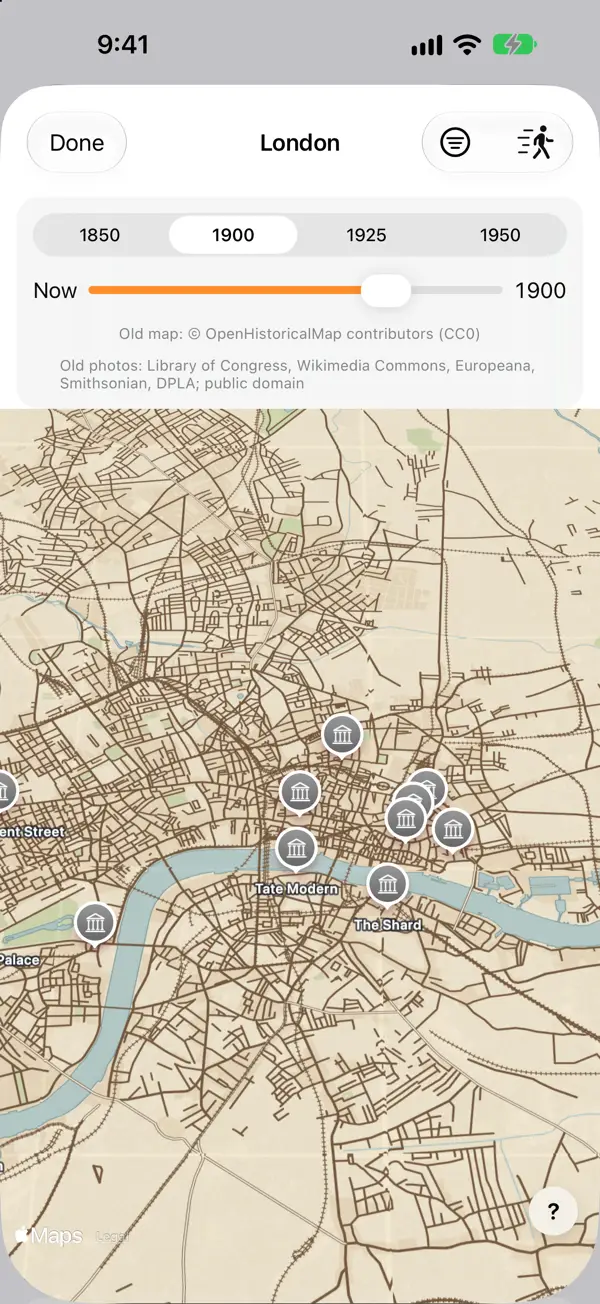 9:41
Done
London
1850
1900
1925
1950
Now
1900
Old map: © OpenHistoricalMap contributors (CC0)
Old photos: Library of Congress, Wikimedia Commons, Europeana,
Smithsonian, DPLA; public domain
ent Street
Tate Modern
The Shard
Palace
?
Maps
Legal